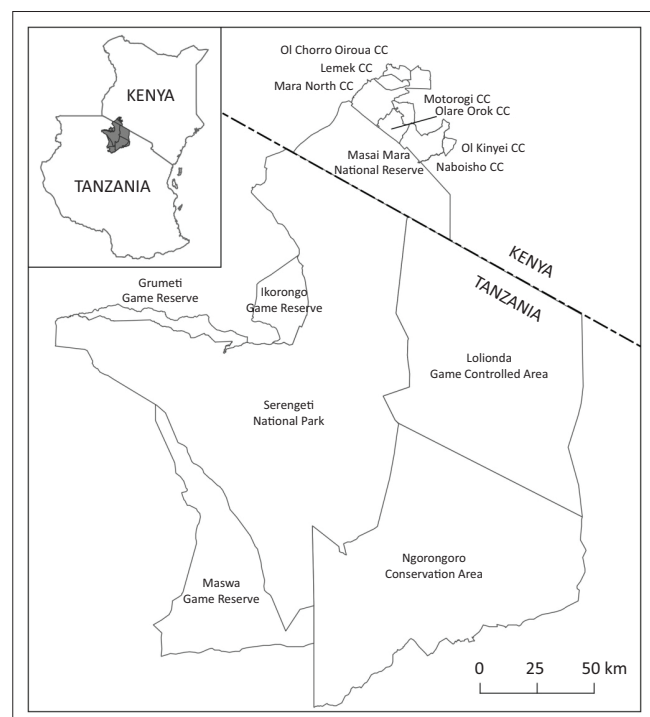 KENYA
TANZANIA
Ol Chorro Oiroua CC
Lemek CC
Mara North CC
Motorogi CC
Olare Orok CC
Ol Kinyei CC
Naboisho CC
Masai Mara
National Reserve
KENYA
TANZANIA
Grumeti
Game Reserve
Ikorongo
Game Reserve
Lolionda
Game Controlled Area
Serengeti
National Park
Ngorongoro
Conservation Area
Maswa
Game Reserve
0 25 50 km